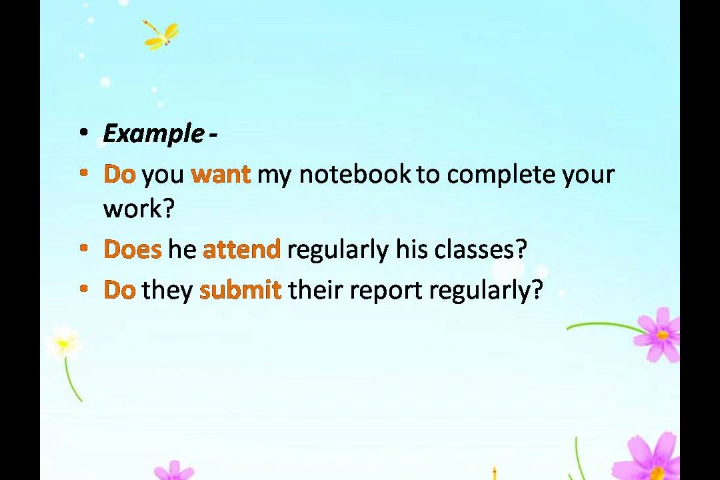 • Example -
• Do you want my notebook to complete your
work?
• Does he attend regularly his classes?
• Do they submit their report regularly?